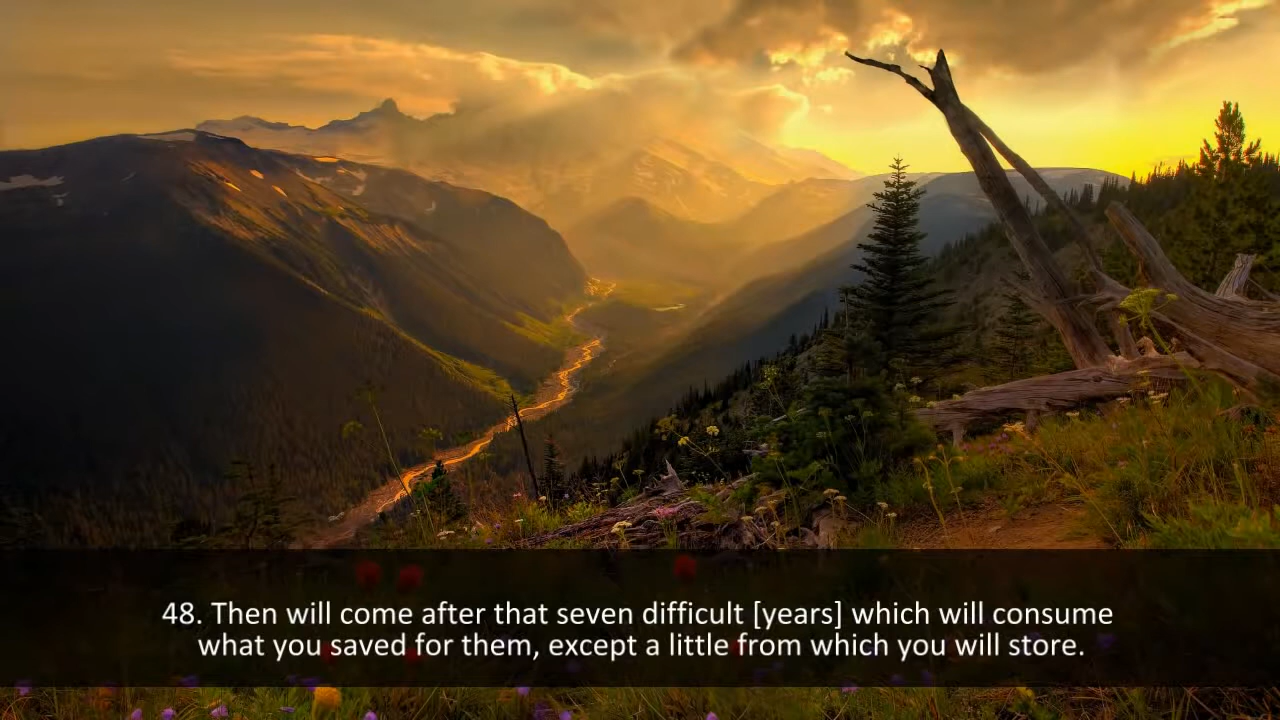 48. Then will come after that seven difficult [years] which will consume
what you saved for them, except a little from which you will store.